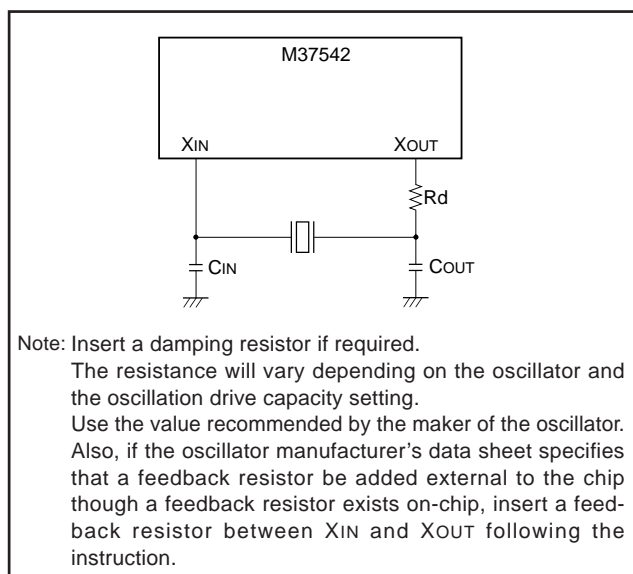 M37542
XIN XOUT
Rd
CIN COUT
Note: Insert a damping resistor if required.
The resistance will vary depending on the oscillator and
the oscillation drive capacity setting.
Use the value recommended by the maker of the oscillator.
Also, if the oscillator manufacturer's data sheet specifies
that a feedback resistor be added external to the chip
though a feedback resistor exists on-chip, insert a feed-
back resistor between XIN and XOUT following the
instruction.